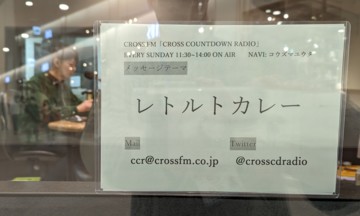 CROSS FM「CROSS COUNTDOWN RADIO」
EVERY SUNDAY 11:30~14:00 ON AIR NAVI: コウズマユウタ
メッセージテーマ
レトルトカレー
Mail
Twitter
ccr@crossfm.co.jp
@crosscdradio